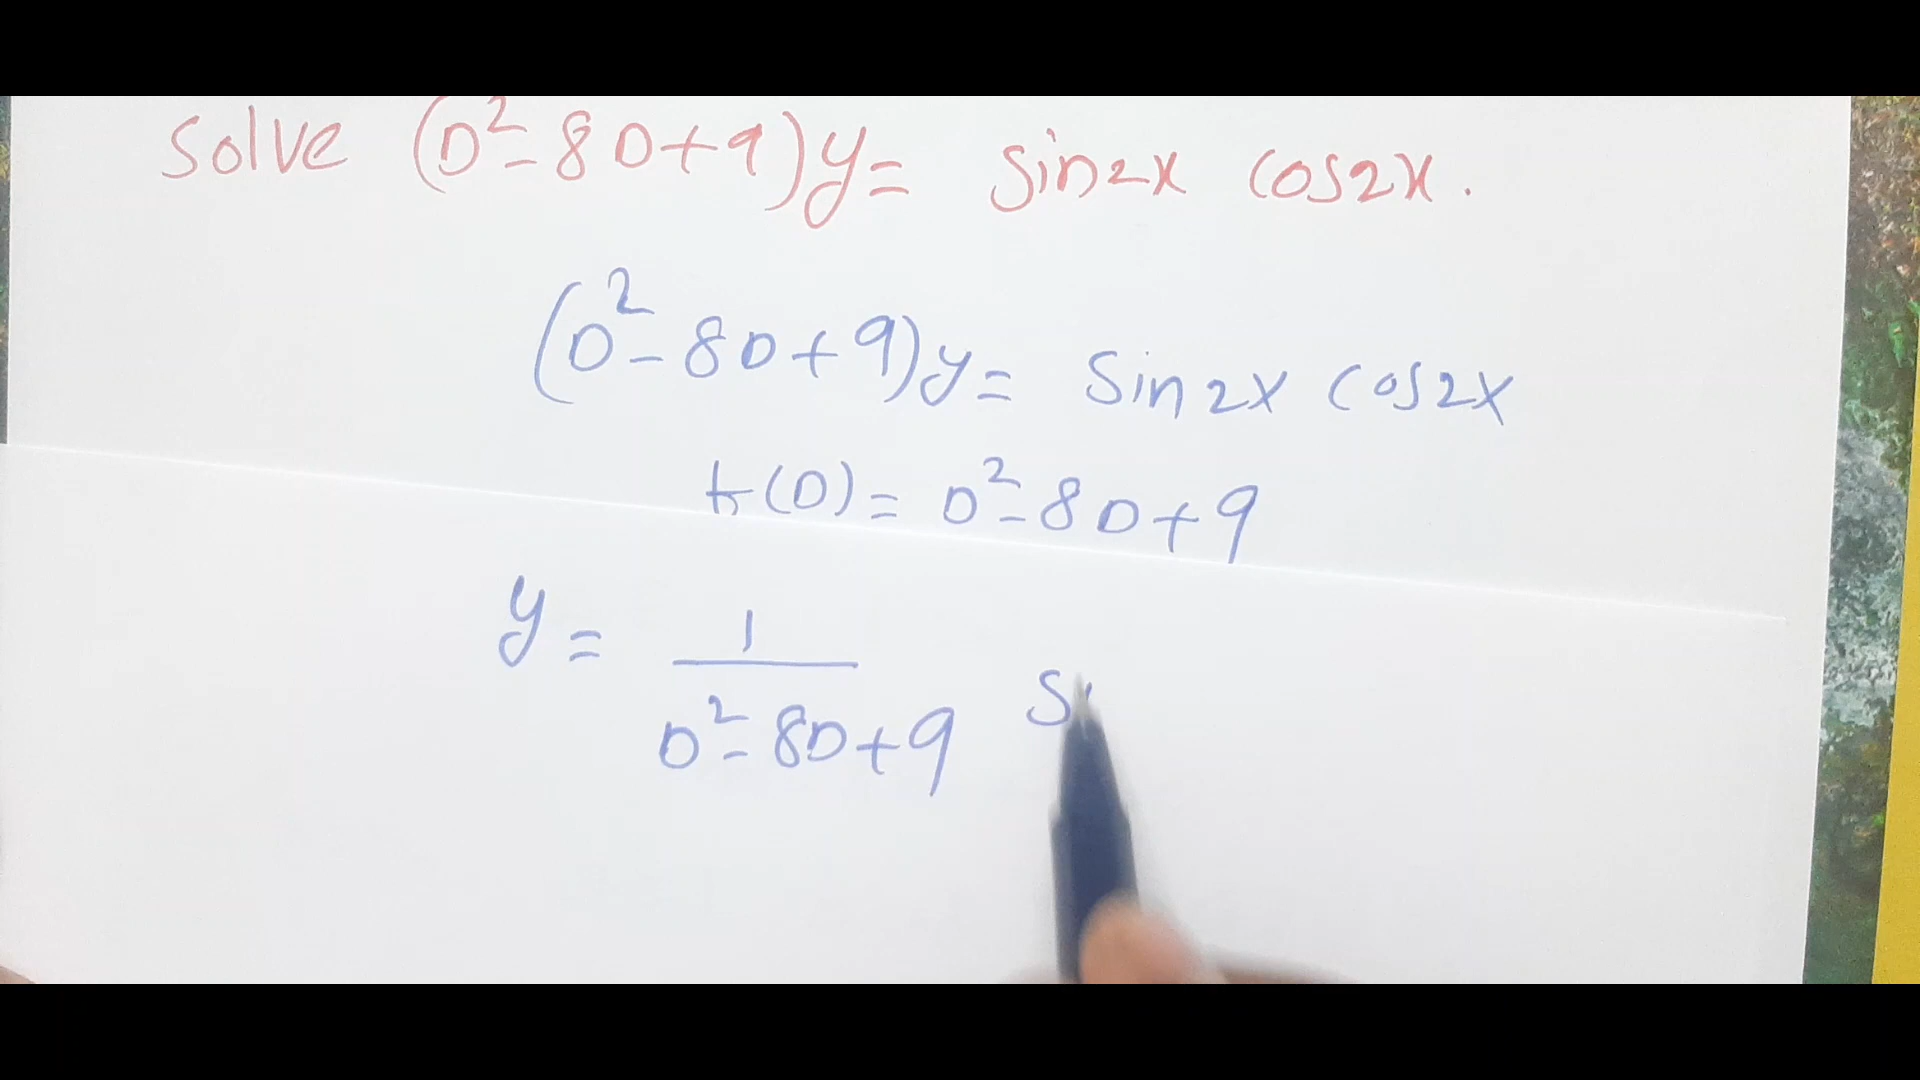 Solve (D²-8D+9)y= sin2x cos2x.
(D²-8D+9)y= Sin2x cos2x
f(D)= D²-8D+9
y= 1/D²-8D+9 S